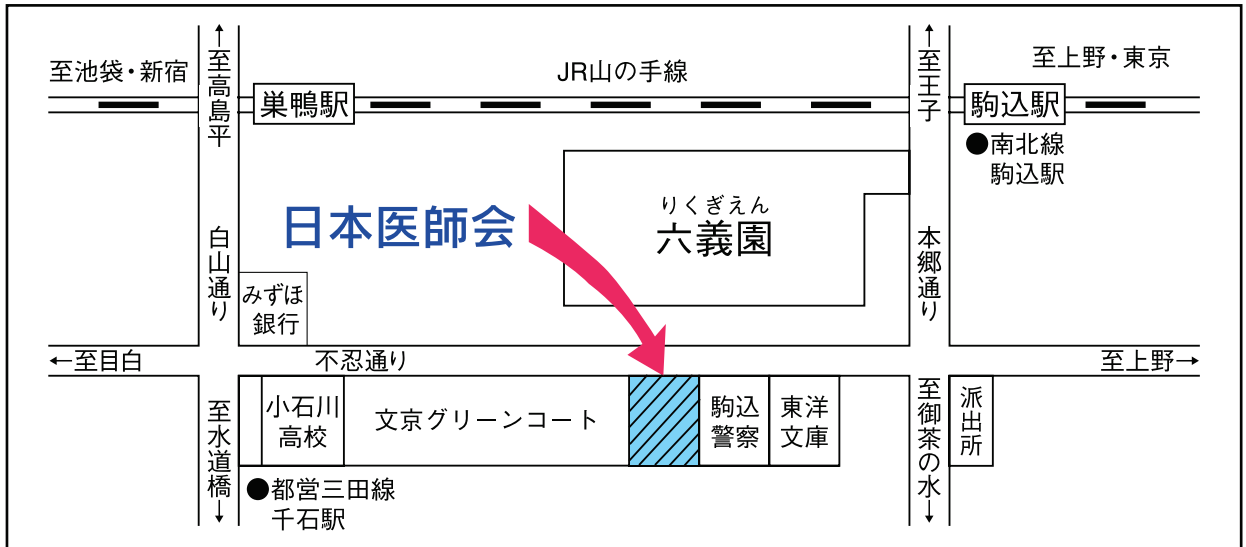 至池袋・新宿
↑至高島平
巣鴨駅
JR山の手線
↑至王子
至上野・東京
駒込駅
●南北線
駒込駅
日本医師会
りくぎえん
六義園
白山通り
本郷通り
みずほ
銀行
←至目白
不忍通り
至上野→
小石川
高校
文京グリーンコート
駒込
警察
東洋
文庫
派出所
至水道橋↓
至御茶の水↓
●都営三田線
千石駅